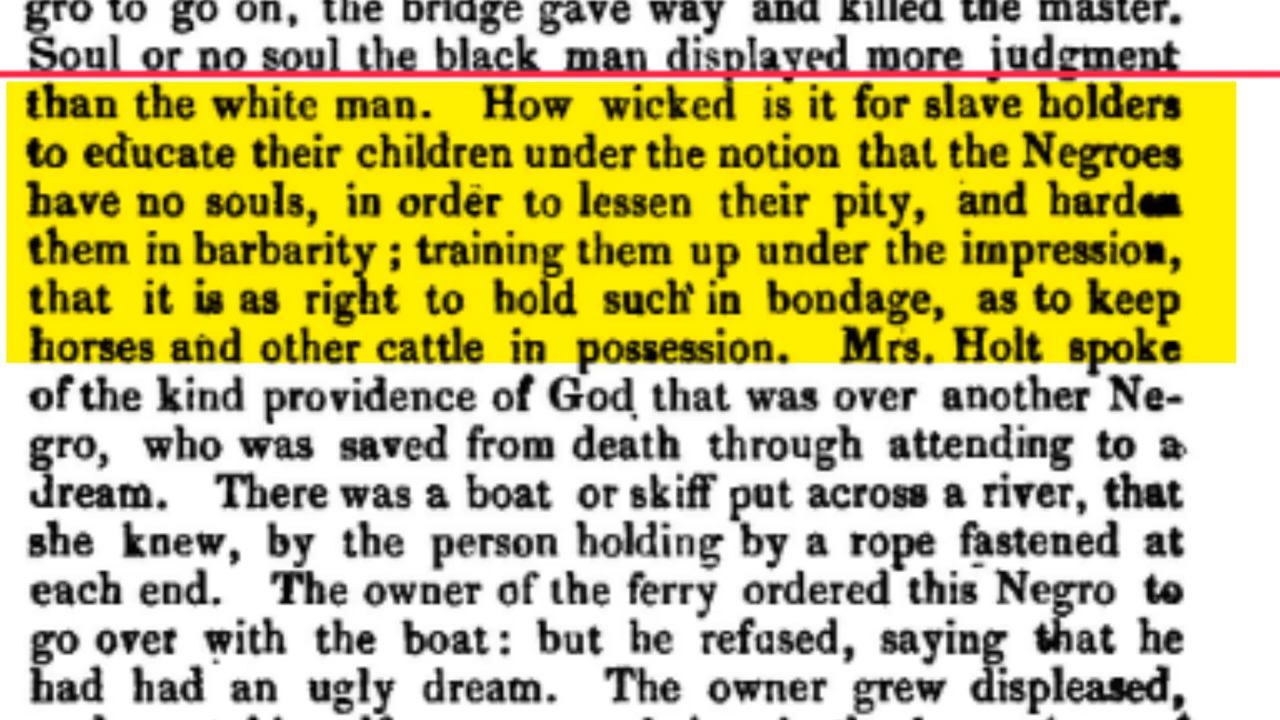 gro to go on, the bridge gave way and killed the master.
Soul or no soul the black man displayed more judgment
than the white man. How wicked is it for slave holders
to educate their children under the notion that the Negroes
have no souls, in order to lessen their pity, and harden
them in barbarity; training them up under the impression,
that it is as right to hold such in bondage, as to keep
horses and other cattle in possession. Mrs. Holt spoke
of the kind providence of God that was over another Ne-
gro, who was saved from death through attending to a
dream. There was a boat or skiff put across a river, that
she knew, by the person holding by a rope fastened at
each end. The owner of the ferry ordered this Negro to
go over with the boat: but he refused, saying that he
had had an ugly dream. The owner grew displeased,